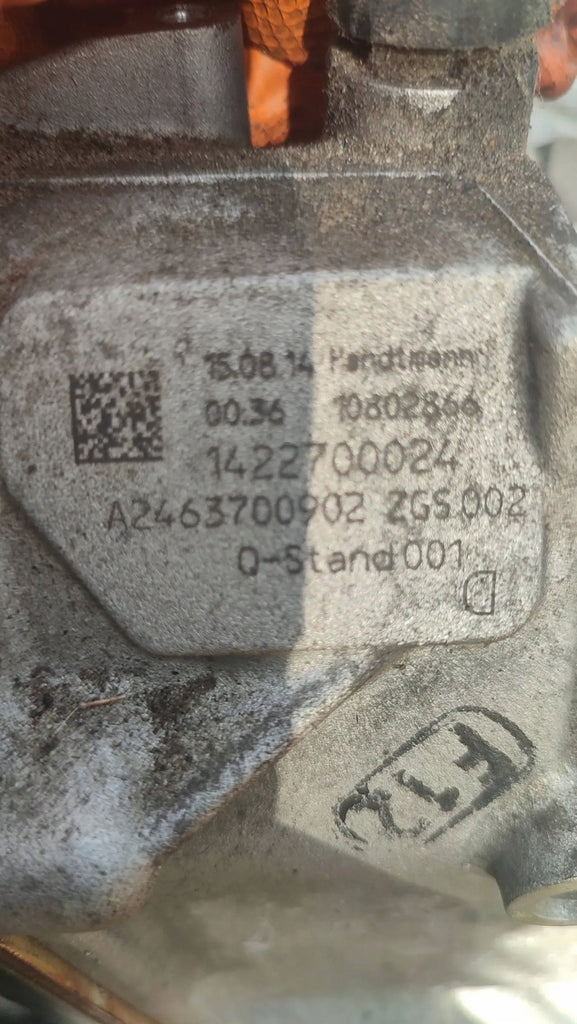 15.08.14 Handtmann
00:36 10802866
1422700024
A2463700902 ZGS 002
Q-Stand 001
D